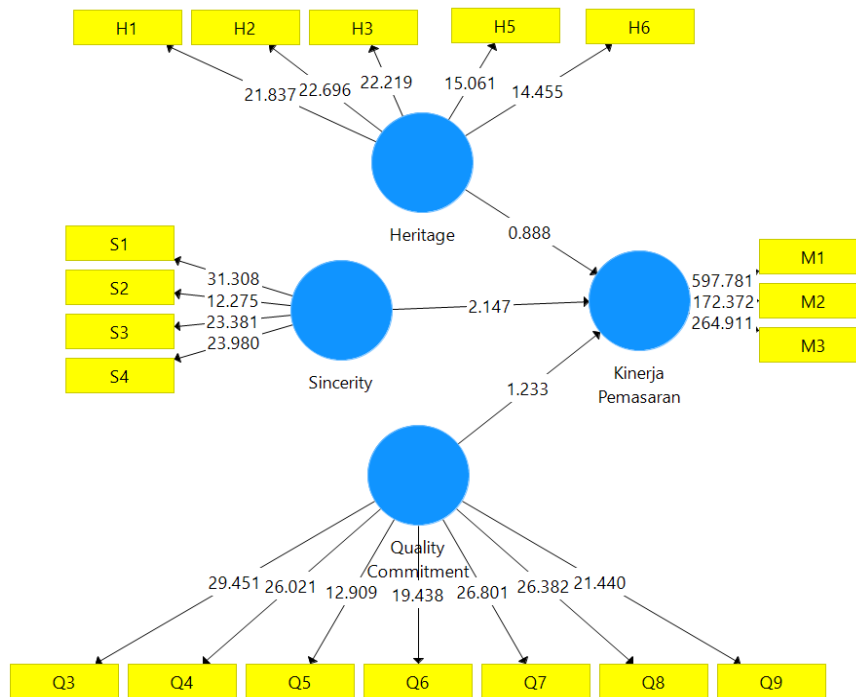 H1 H2 H3 H5 H6
21.837 22.696 22.219 15.061 14.455
Heritage
0.888
S1
S2
S3
S4
31.308
12.275
23.381
23.980
Sincerity
2.147
M1
M2
M3
597.781
172.372
264.911
Kinerja
Pemasaran
1.233
Quality
Commitment
29.451 26.021 12.909 19.438 26.801 26.382 21.440
Q3 Q4 Q5 Q6 Q7 Q8 Q9